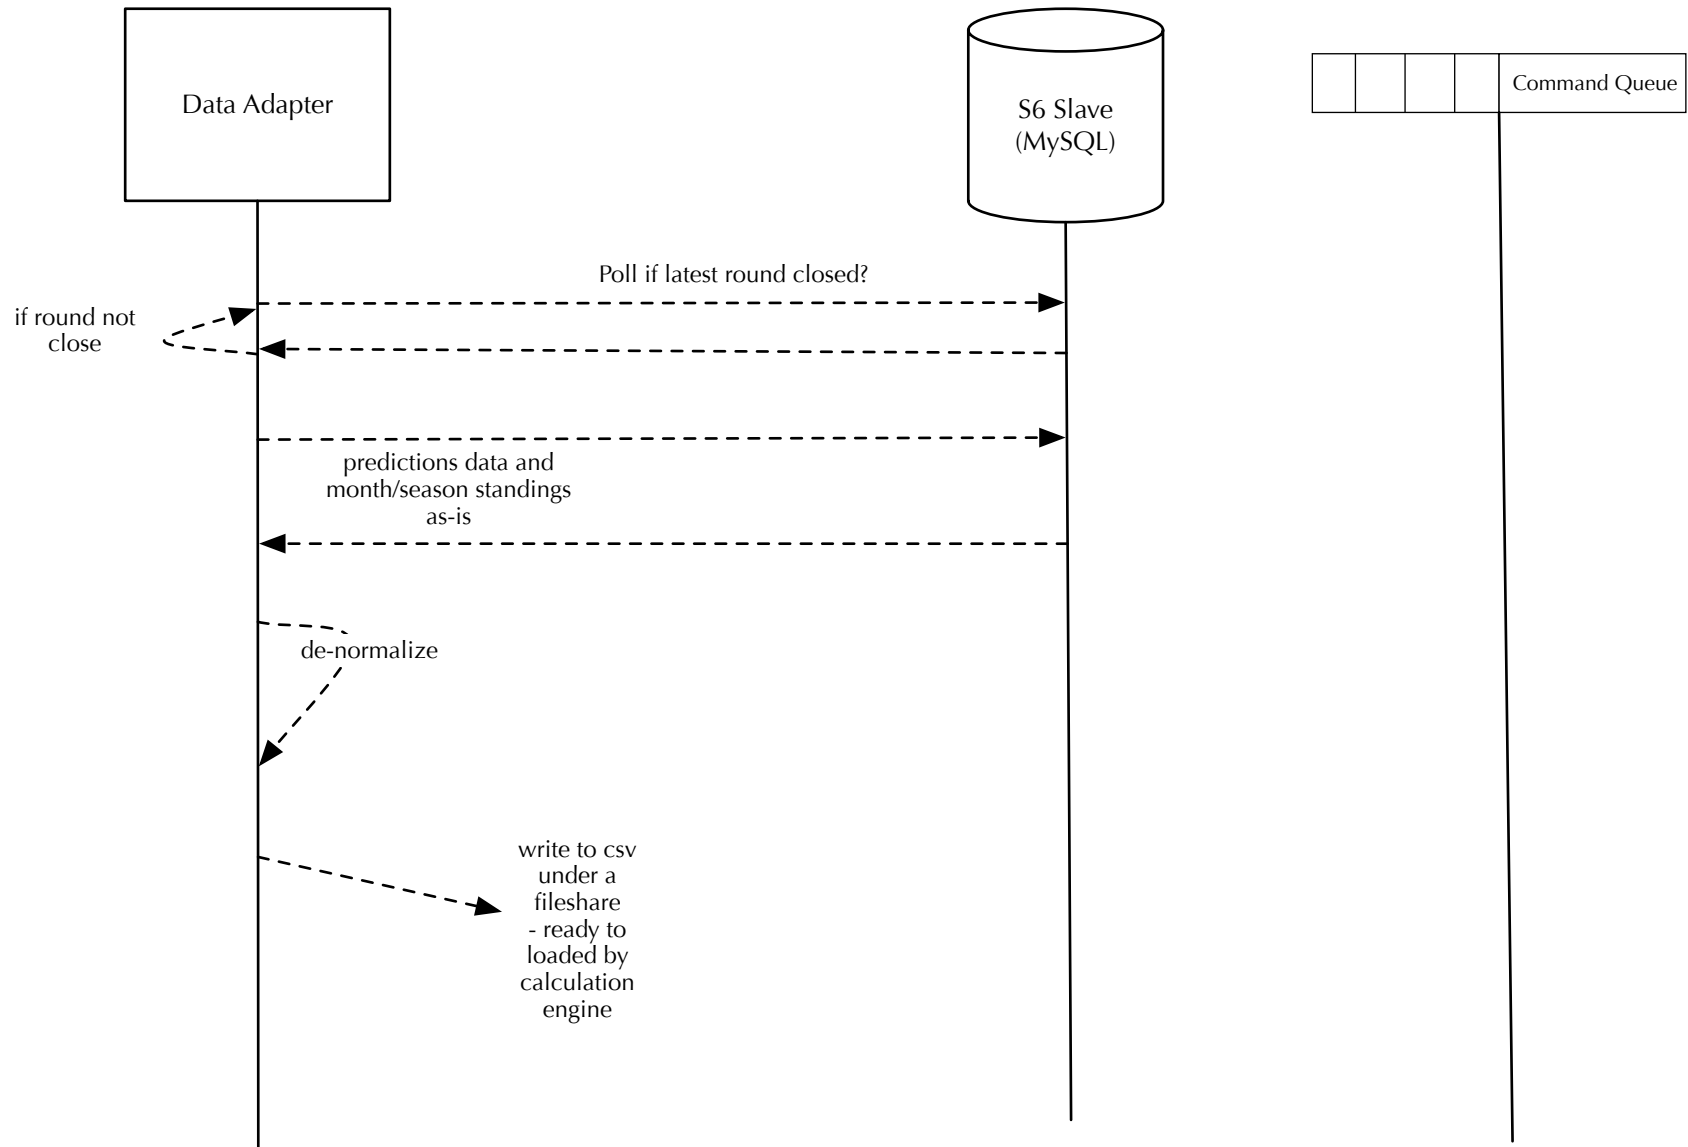 Data Adapter
S6 Slave
(MySQL)
Command Queue
Poll if latest round closed?
if round not
close
predictions data and
month/season standings
as-is
de-normalize
write to csv
under a
fileshare
- ready to
loaded by
calculation
engine